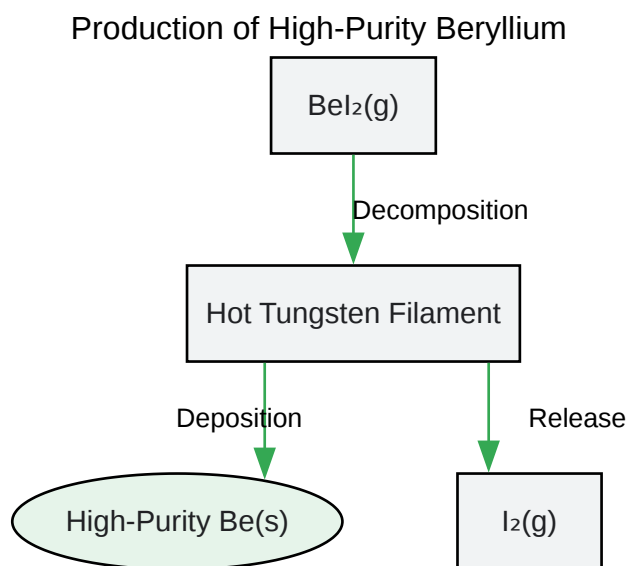 Production of High-Purity Beryllium
BeI₂(g)
Decomposition
Hot Tungsten Filament
Deposition
Release
High-Purity Be(s)
I₂(g)